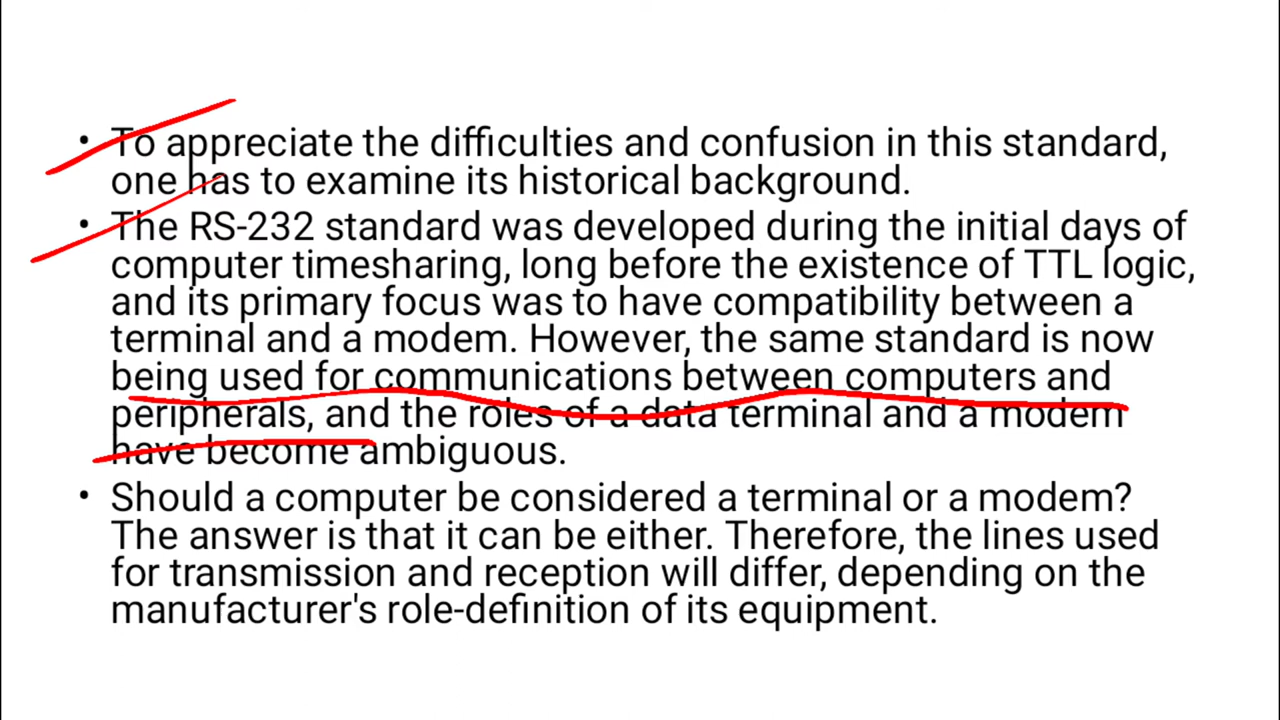 • To appreciate the difficulties and confusion in this standard,
one has to examine its historical background.
• The RS-232 standard was developed during the initial days of
computer timesharing, long before the existence of TTL logic,
and its primary focus was to have compatibility between a
terminal and a modem. However, the same standard is now
being used for communications between computers and
peripherals, and the roles of a data terminal and a modem
have become ambiguous.
• Should a computer be considered a terminal or a modem?
The answer is that it can be either. Therefore, the lines used
for transmission and reception will differ, depending on the
manufacturer's role-definition of its equipment.